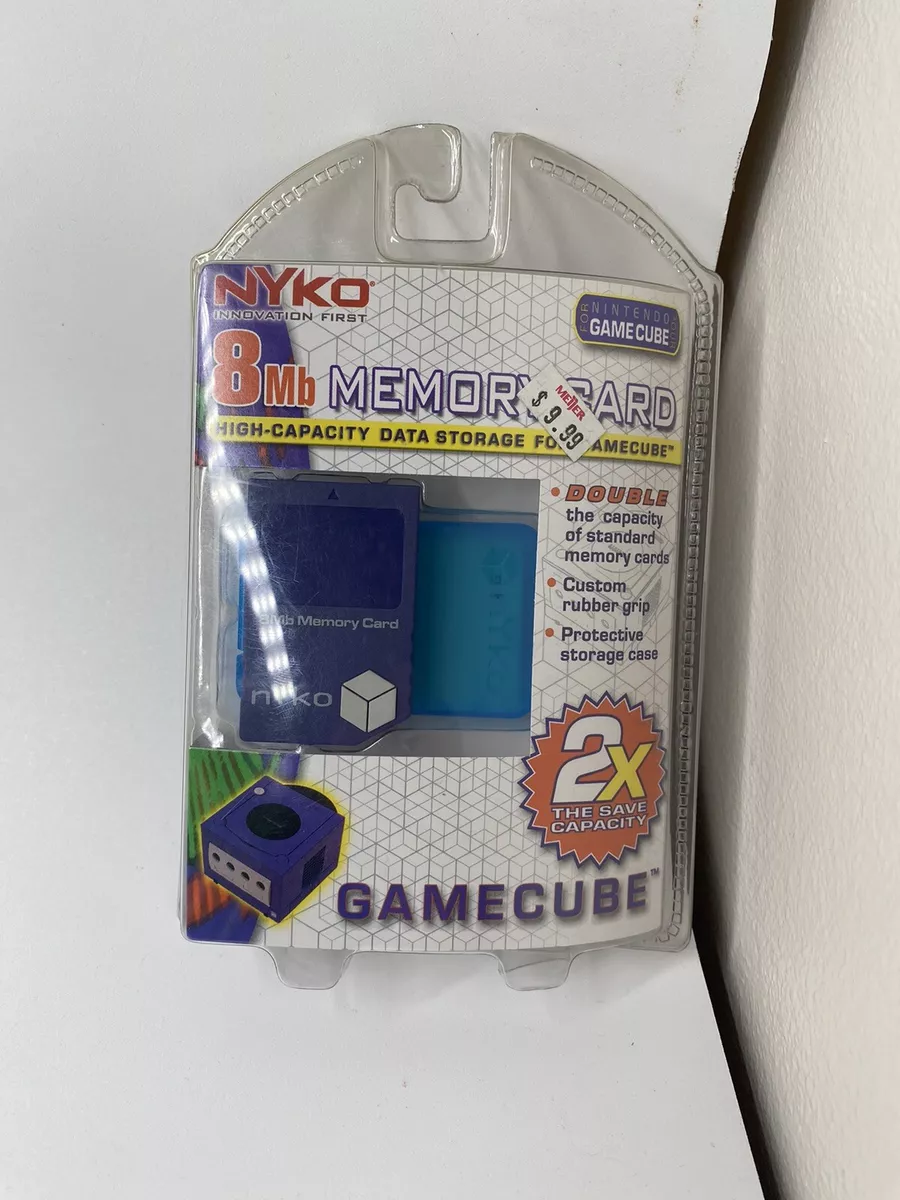 NYKO®
INNOVATION FIRST
FOR NINTENDO
GAMECUBE
8Mb MEMORY CARD
MEIJER
$ 9.99
HIGH-CAPACITY DATA STORAGE FOR GAMECUBE™
• DOUBLE
the capacity
of standard
memory cards
• Custom
rubber grip
• Protective
storage case
8Mb Memory Card
nyko
2x
THE SAVE
CAPACITY
GAMECUBE™